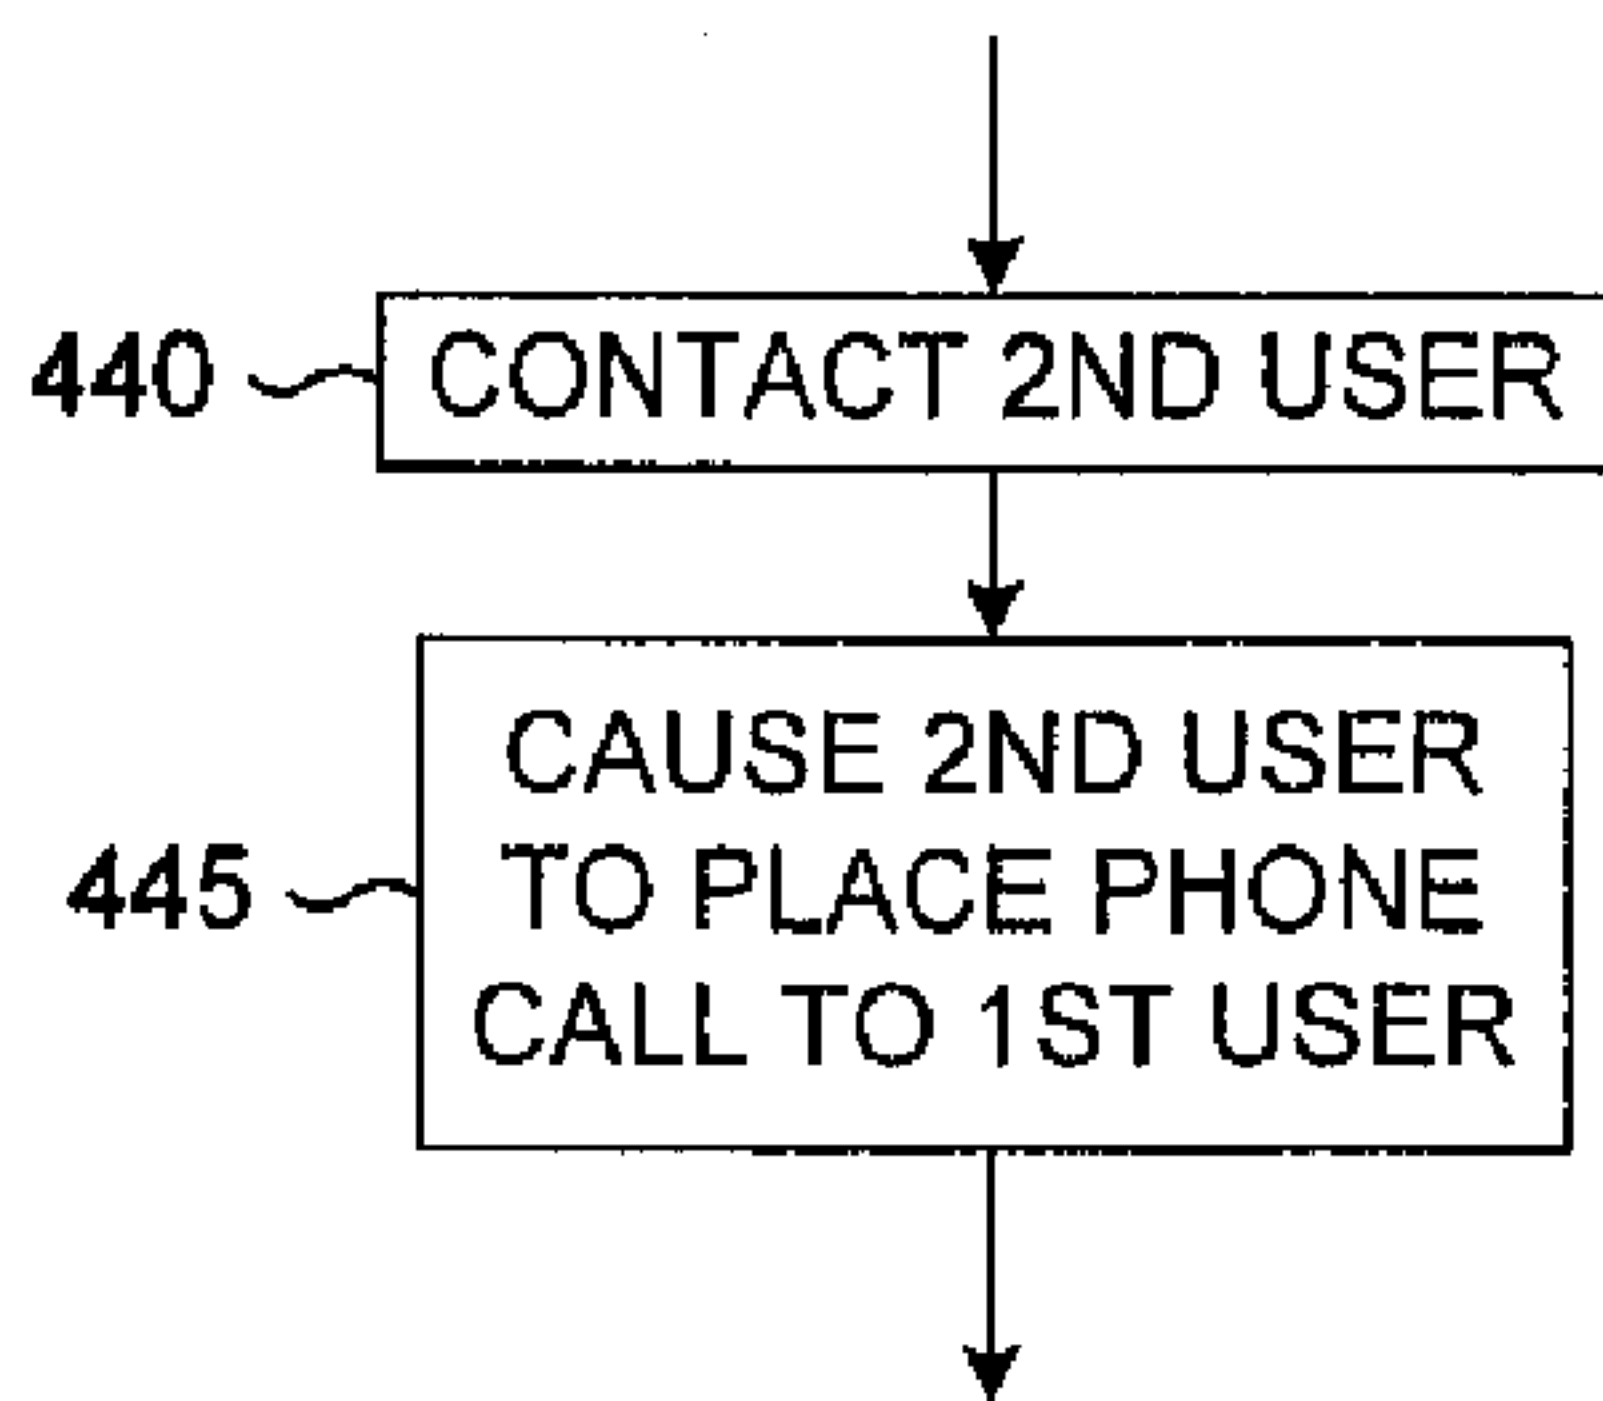 440 CONTACT 2ND USER
CAUSE 2ND USER
445 TO PLACE PHONE
CALL TO 1ST USER